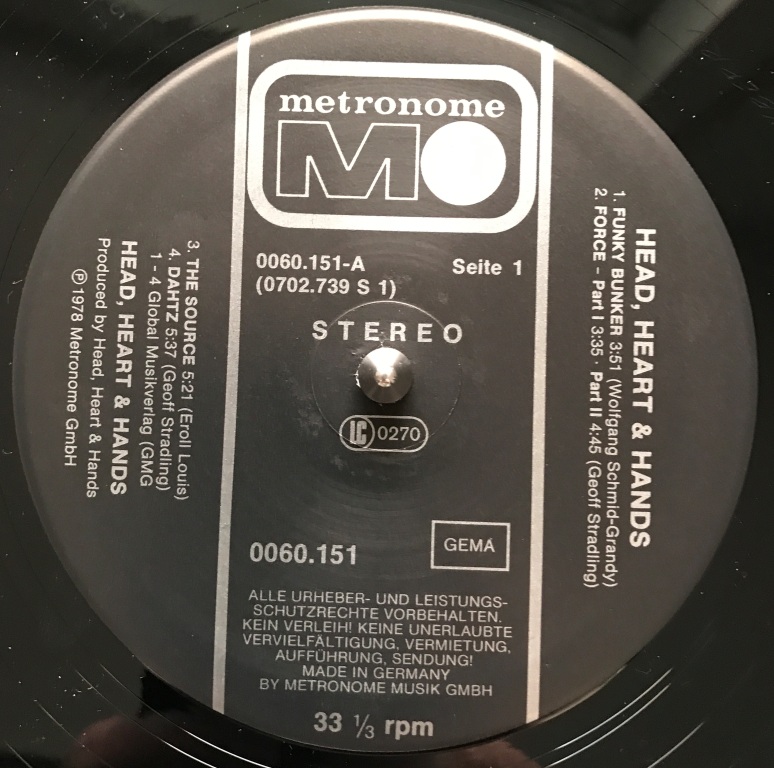 metronome
MO
0060.151-A Seite 1
(0702.739 S 1)
STEREO
LC 0270
0060.151 GEMA
ALLE URHEBER- UND LEISTUNGS-
SCHUTZRECHTE VORBEHALTEN.
KEIN VERLEIH! KEINE UNERLAUBTE
VERVIELFÄLTIGUNG, VERMIETUNG,
AUFFÜHRUNG, SENDUNG!
MADE IN GERMANY
BY METRONOME MUSIK GMBH
33 ⅓ rpm
HEAD, HEART & HANDS
1. FUNKY BUNKER 3:51 (Wolfgang Schmid-Grandy)
2. FORCE – Part I 3:35 · Part II 4:45 (Geoff Stradling)
3. THE SOURCE 5:21 (Eroll Louis)
4. DAHTZ 5:37 (Geoff Stradling)
1 - 4 Global Musikverlag (GMG
HEAD, HEART & HANDS
Produced by Head, Heart & Hands
℗ 1978 Metronome GmbH